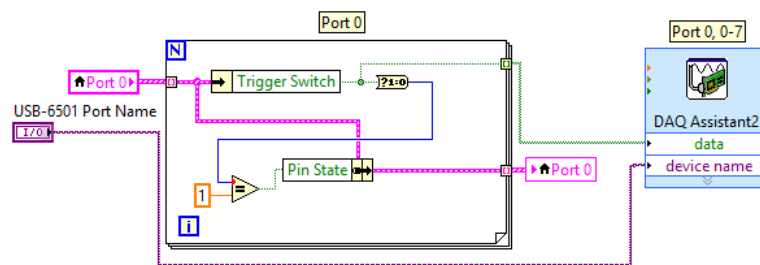 Port 0
Port 0, 0-7
N
Port 0
Trigger Switch
?1:0
USB-6501 Port Name
I/O
DAQ Assistant2
data
device name
Pin State
Port 0
1
=
i